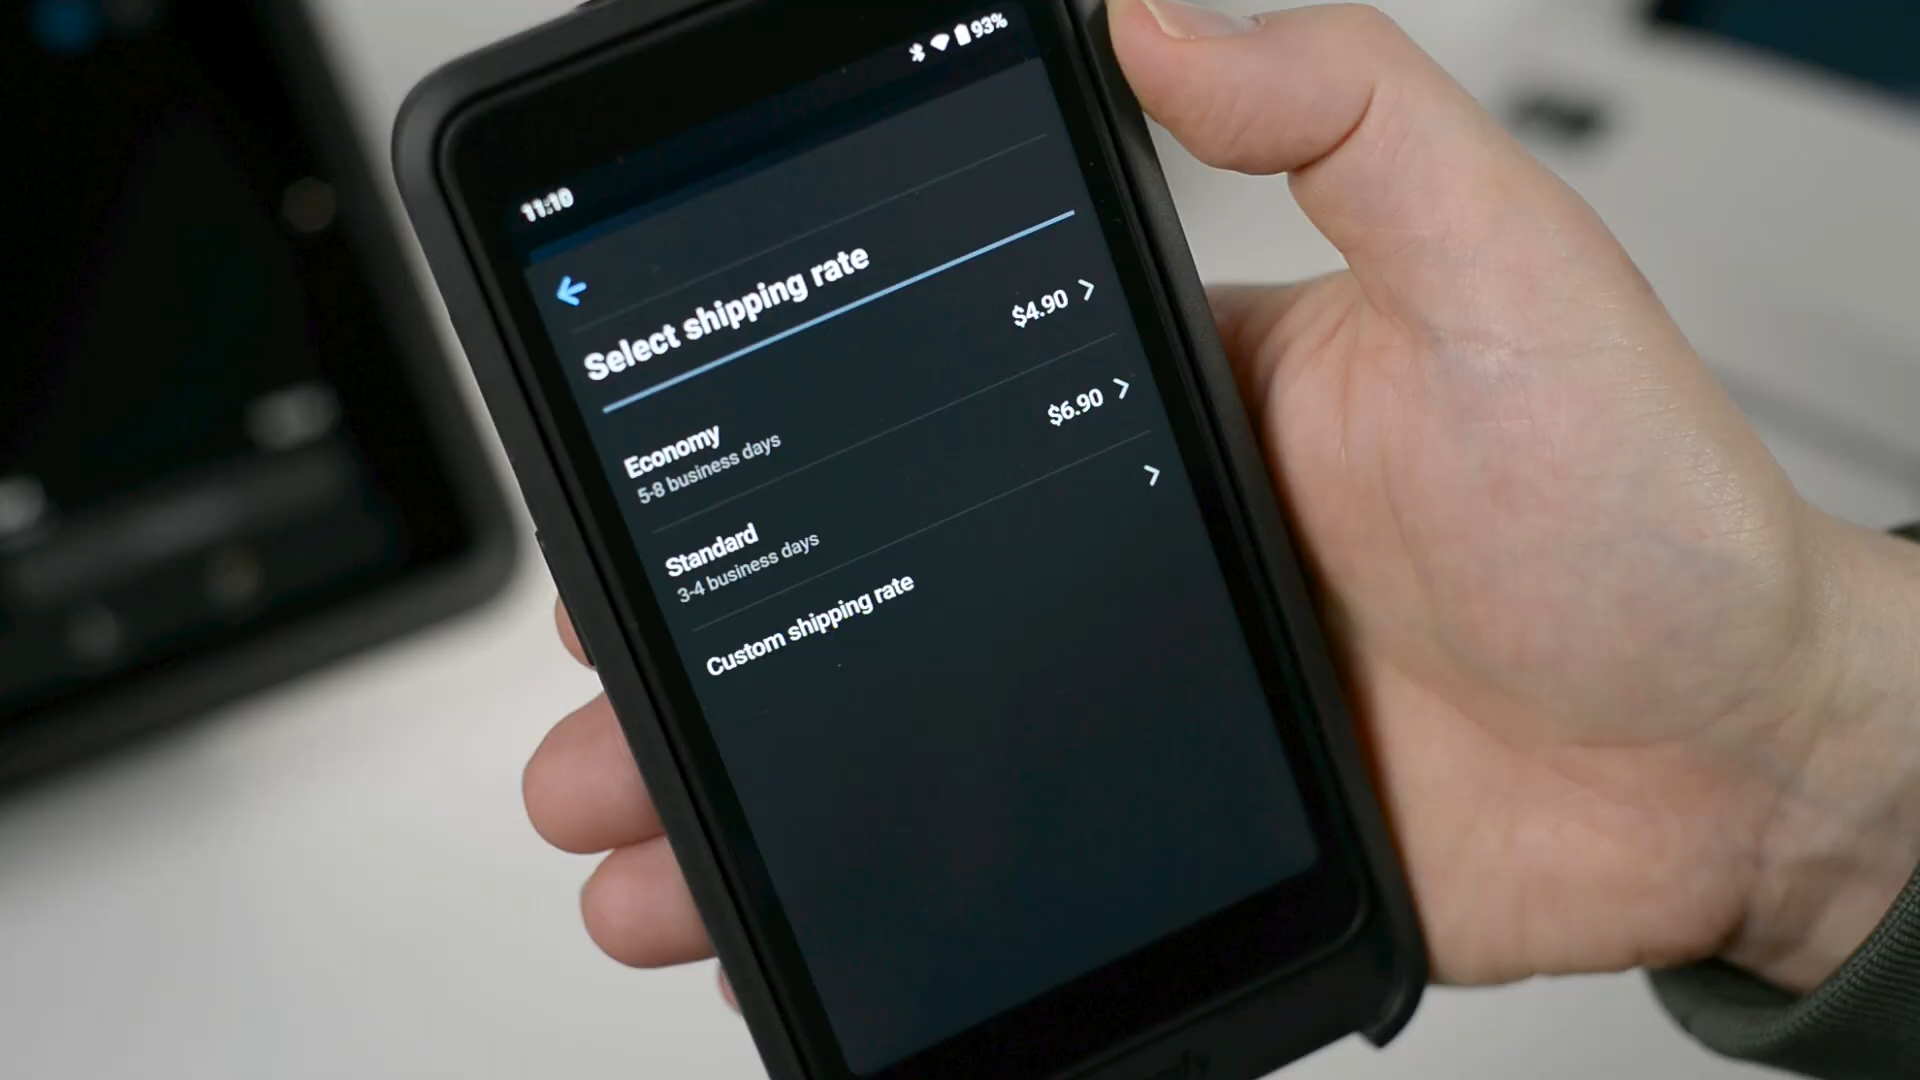 11:10
93%
Select shipping rate
Economy
5-8 business days
$4.90
Standard
3-4 business days
$6.90
Custom shipping rate